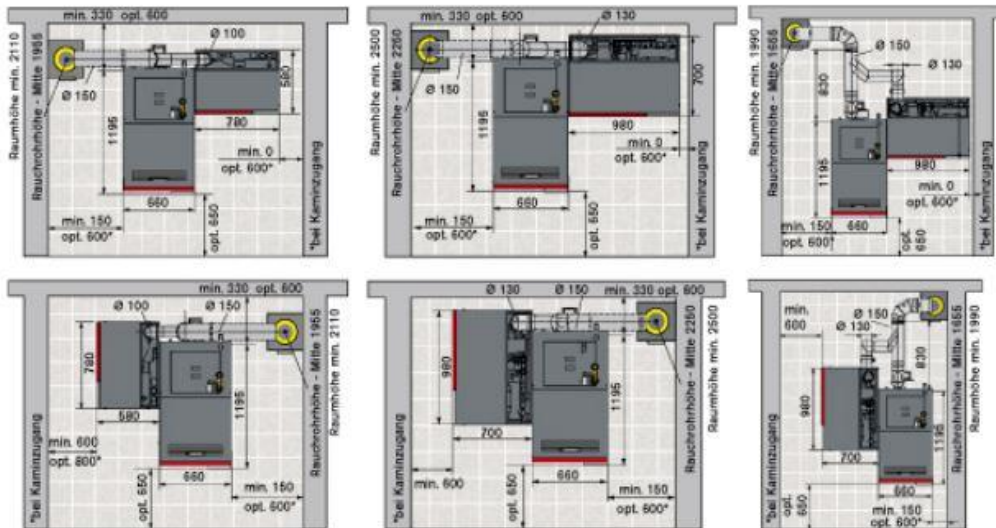 min. 330 opt. 600
Ø 100
Raumhöhe min. 2110
Rauchrohrhöhe - Mitte 1955
Ø 150
580
1195
780
min. 0
opt. 600*
660
min. 150
opt. 600*
opt. 650
*bei Kaminzugang
min. 330 opt. 600
Ø 130
Raumhöhe min. 2500
Rauchrohrhöhe - Mitte 2250
Ø 150
700
1195
980
min. 0
opt. 600*
660
min. 150
opt. 600*
opt. 650
*bei Kaminzugang
Raumhöhe min. 1990
Rauchrohrhöhe - Mitte 1655
Ø 150
Ø 130
830
1195
980
min. 0
opt. 600*
min. 150
opt. 600*
660
opt. 650
*bei Kaminzugang
min. 330 opt. 600
Ø 100
Ø 150
780
580
1195
min. 600
opt. 800*
660
min. 150
opt. 600*
opt. 650
*bei Kaminzugang
Rauchrohrhöhe - Mitte 1955
Raumhöhe min. 2110
min. 330 opt. 600
Ø 130
Ø 150
980
700
1195
min. 600
660
min. 150
opt. 600*
opt. 650
*bei Kaminzugang
Rauchrohrhöhe - Mitte 2250
Raumhöhe min. 2500
min.
600
Ø 150
Ø 130
830
980
700
1195
660
min. 150
opt. 600*
opt.
650
*bei Kaminzugang
Rauchrohrhöhe - Mitte 1655
Raumhöhe min. 1990